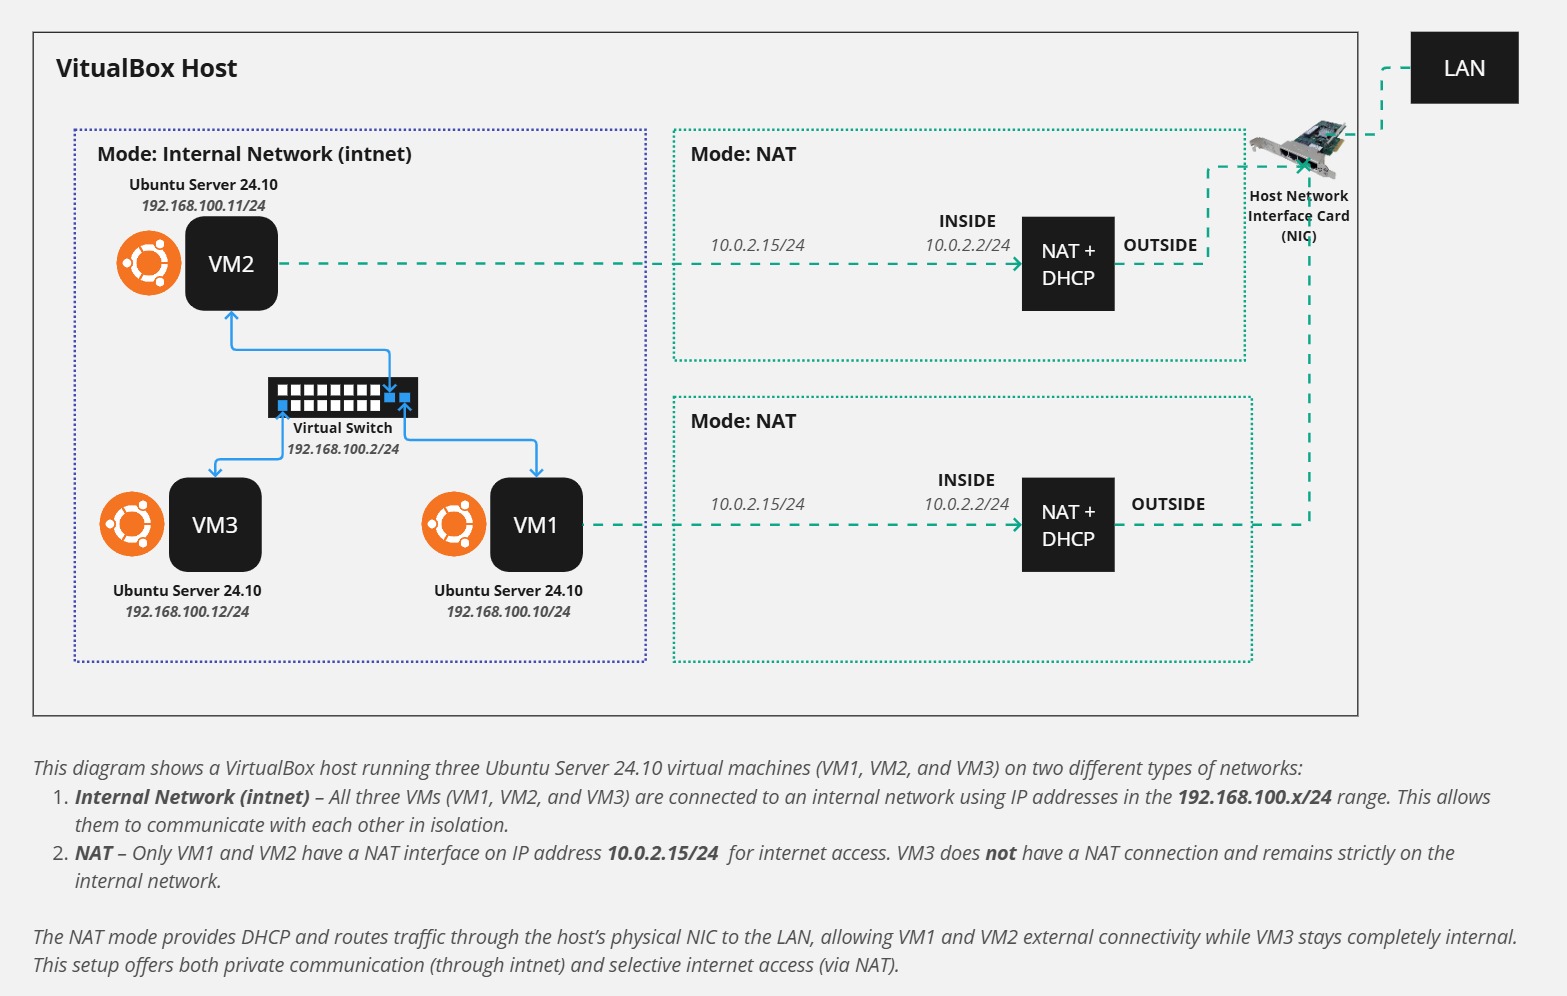 VitualBox Host
LAN
Mode: Internal Network (intnet)
Ubuntu Server 24.10
192.168.100.11/24
VM2
Virtual Switch
192.168.100.2/24
VM3
Ubuntu Server 24.10
192.168.100.12/24
VM1
Ubuntu Server 24.10
192.168.100.10/24
Mode: NAT
10.0.2.15/24
INSIDE
10.0.2.2/24
NAT +
DHCP
OUTSIDE
Host Network
Interface Card
(NIC)
Mode: NAT
10.0.2.15/24
INSIDE
10.0.2.2/24
NAT +
DHCP
OUTSIDE
This diagram shows a VirtualBox host running three Ubuntu Server 24.10 virtual machines (VM1, VM2, and VM3) on two different types of networks:
1. Internal Network (intnet) – All three VMs (VM1, VM2, and VM3) are connected to an internal network using IP addresses in the 192.168.100.x/24 range. This allows
them to communicate with each other in isolation.
2. NAT – Only VM1 and VM2 have a NAT interface on IP address 10.0.2.15/24 for internet access. VM3 does not have a NAT connection and remains strictly on the
internal network.
The NAT mode provides DHCP and routes traffic through the host’s physical NIC to the LAN, allowing VM1 and VM2 external connectivity while VM3 stays completely internal.
This setup offers both private communication (through intnet) and selective internet access (via NAT).